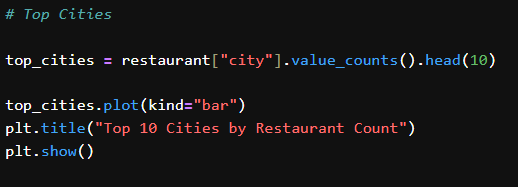 # Top Cities
top_cities = restaurant["city"].value_counts().head(10)
top_cities.plot(kind="bar")
plt.title("Top 10 Cities by Restaurant Count")
plt.show()